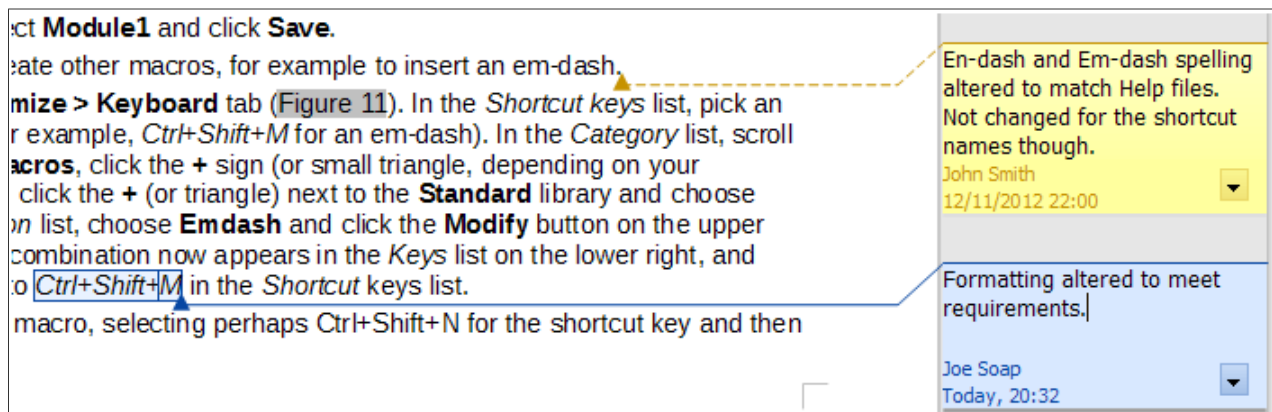 ct Module1 and click Save.
eate other macros, for example to insert an em-dash.
mize > Keyboard tab (Figure 11). In the Shortcut keys list, pick an
r example, Ctrl+Shift+M for an em-dash). In the Category list, scroll
acros, click the + sign (or small triangle, depending on your
click the + (or triangle) next to the Standard library and choose
on list, choose Emdash and click the Modify button on the upper
combination now appears in the Keys list on the lower right, and
to Ctrl+Shift+M in the Shortcut keys list.
macro, selecting perhaps Ctrl+Shift+N for the shortcut key and then
En-dash and Em-dash spelling
altered to match Help files.
Not changed for the shortcut
names though.
John Smith
12/11/2012 22:00
Formatting altered to meet
requirements.
Joe Soap
Today, 20:32